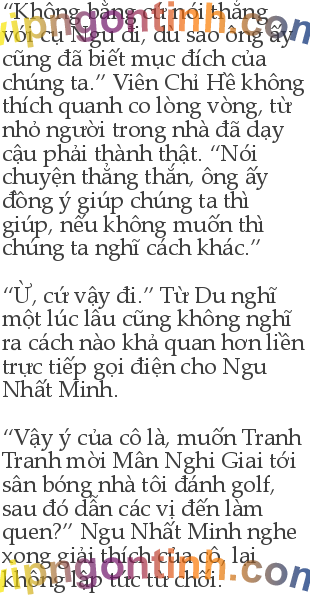 “Không bằng cứ nói thẳng
với cụ Ngu đi, dù sao ông ấy
cũng đã biết mục đích của
chúng ta.” Viên Chỉ Hề không
thích quanh co lòng vòng, từ
nhỏ người trong nhà đã dạy
cậu phải thành thật. “Nói
chuyện thẳng thắn, ông ấy
đồng ý giúp chúng ta thì
giúp, nếu không muốn thì
chúng ta nghĩ cách khác.”
“Ừ, cứ vậy đi.” Từ Du nghĩ
một lúc lâu cũng không nghĩ
ra cách nào khả quan hơn liền
trực tiếp gọi điện cho Ngu
Nhất Minh.
“Vậy ý của cô là, muốn Tranh
Tranh mời Mân Nghi Giai tới
sân bóng nhà tôi đánh golf,
sau đó dẫn các vị đến làm
quen?” Ngu Nhất Minh nghe
xong giải thích của cô, lại
không lập tức từ chối.
vipngontinh.com
vipngontinh.com